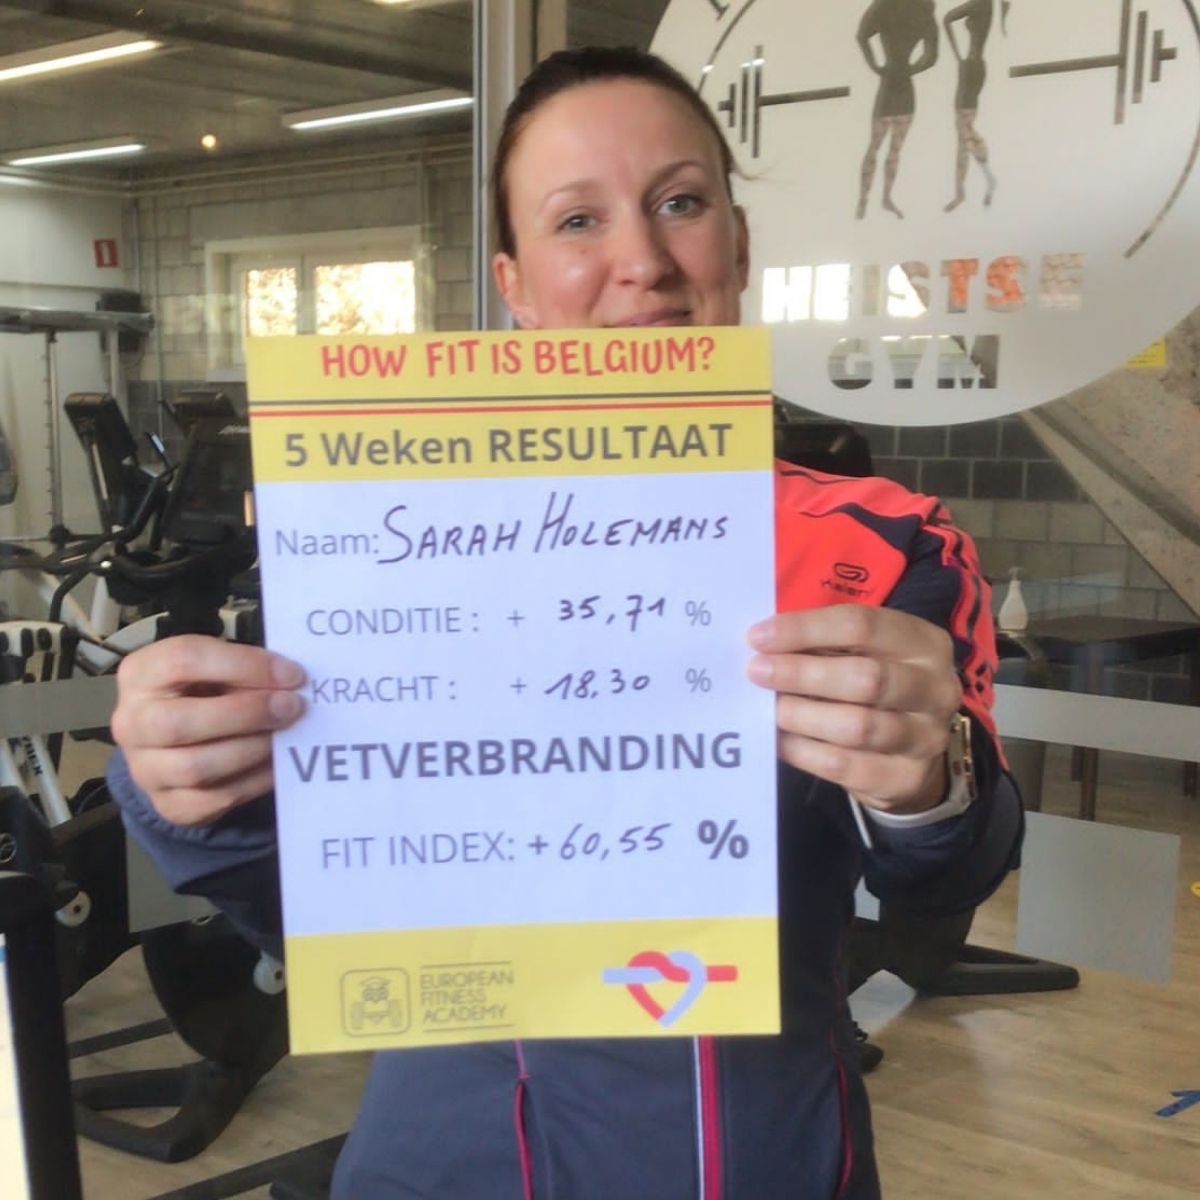 HEISTSE
GYM
HOW FIT IS BELGIUM?
5 Weken RESULTAAT
Naam: SARAH HOLEMANS
CONDITIE : + 35,71 %
KRACHT : + 18,30 %
VETVERBRANDING
FIT INDEX: + 60,55 %
EUROPEAN
FITNESS
ACADEMY